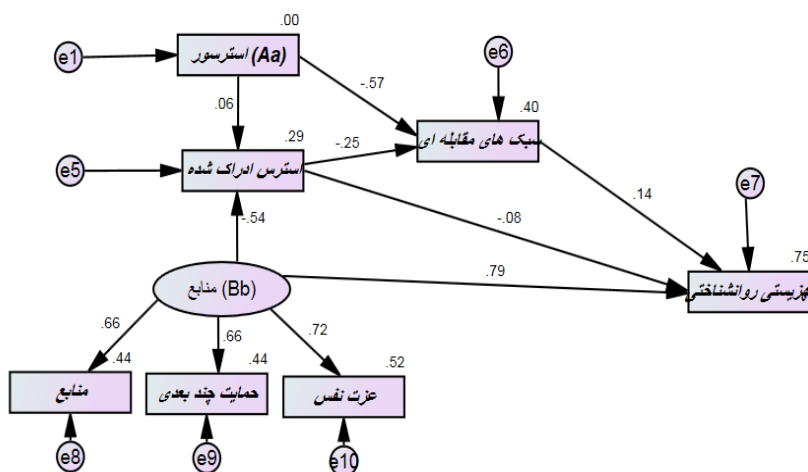 .00
e1
استرسور (Aa)
e6
-.57
.40
.06
سبک های مقابله ای
.29
-.25
e5
استرس ادراک شده
e7
.14
-.08
-.54
.75
منابع (Bb)
.79
بهزیستی روانشناختی
.66
.66
.72
.44
.44
.52
منابع
حمایت چند بعدی
عزت نفس
e8
e9
e10